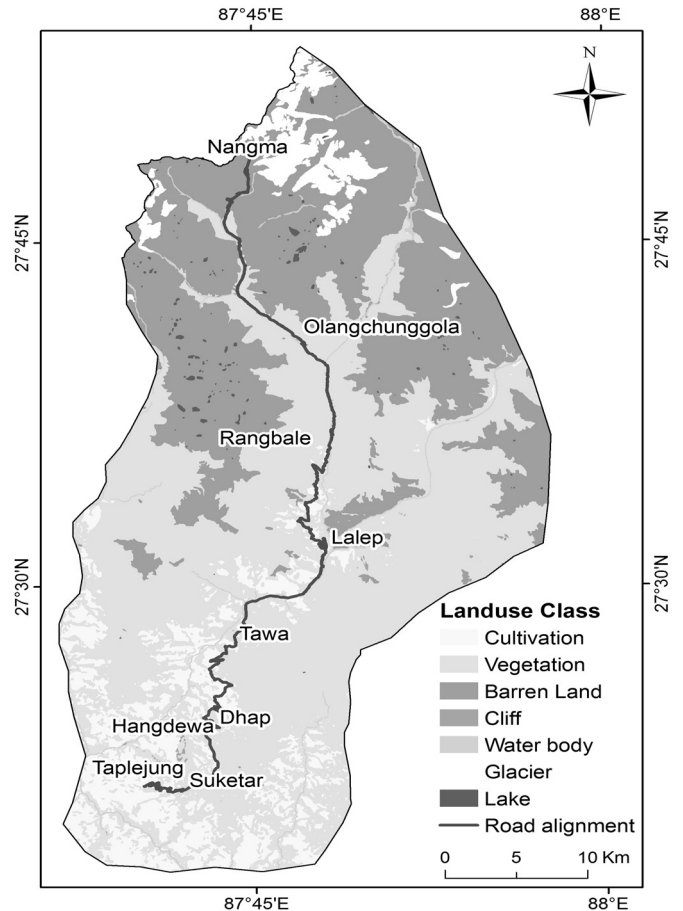 87°45'E
88°E
N
Nangma
27°45'N
27°45'N
Olangchunggola
Rangbale
Lalep
27°30'N
27°30'N
Tawa
Dhap
Hangdewa
Taplejung
Suketar
Landuse Class
Cultivation
Vegetation
Barren Land
Cliff
Water body
Glacier
Lake
Road alignment
0 5 10 Km
87°45'E
88°E